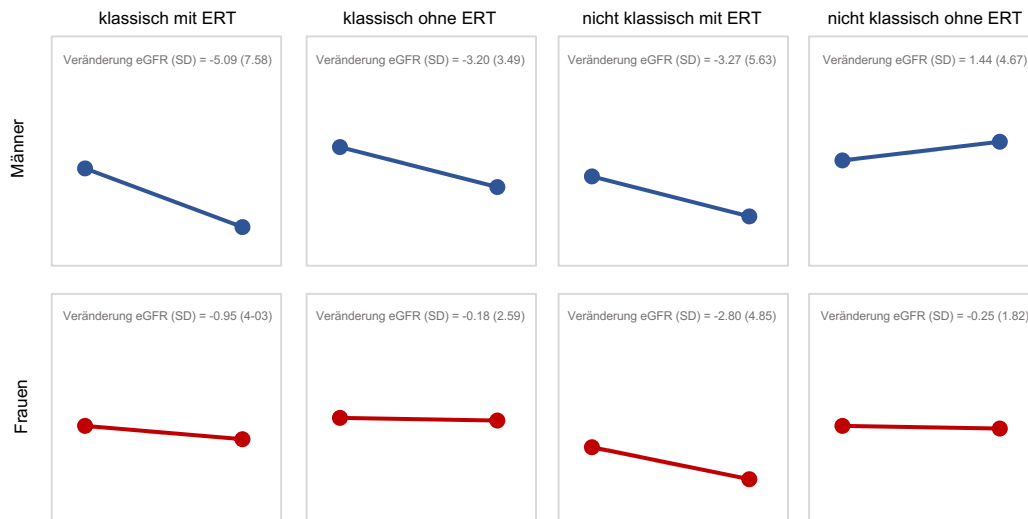 klassisch mit ERT
klassisch ohne ERT
nicht klassisch mit ERT
nicht klassisch ohne ERT
Männer
Veränderung eGFR (SD) = -5.09 (7.58)
Veränderung eGFR (SD) = -3.20 (3.49)
Veränderung eGFR (SD) = -3.27 (5.63)
Veränderung eGFR (SD) = 1.44 (4.67)
Frauen
Veränderung eGFR (SD) = -0.95 (4-03)
Veränderung eGFR (SD) = -0.18 (2.59)
Veränderung eGFR (SD) = -2.80 (4.85)
Veränderung eGFR (SD) = -0.25 (1.82)